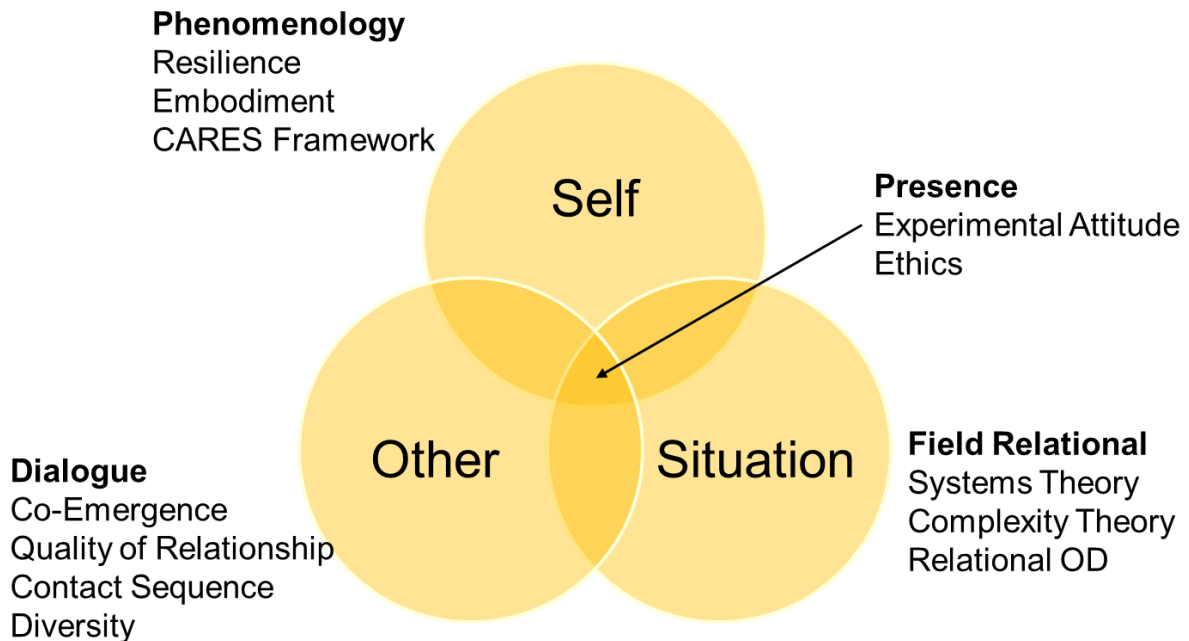 Phenomenology
Resilience
Embodiment
CARES Framework
Self
Presence
Experimental Attitude
Ethics
Other
Situation
Dialogue
Co-Emergence
Quality of Relationship
Contact Sequence
Diversity
Field Relational
Systems Theory
Complexity Theory
Relational OD